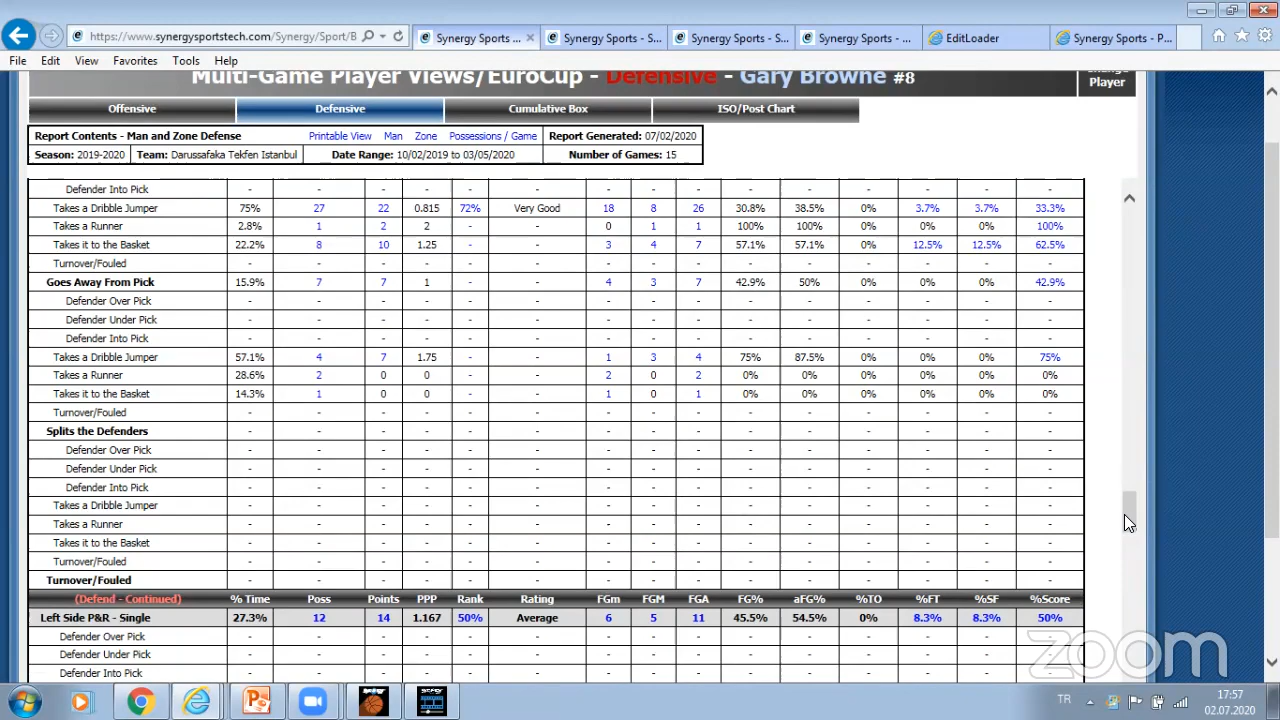 https://www.synergysportstech.com/Synergy/Sport/B
Synergy Sports ... Synergy Sports - S... Synergy Sports - S... Synergy Sports - ... EditLoader Synergy Sports - P...
File Edit View Favorites Tools Help
Multi-Game Player Views/EuroCup - Defensive - Gary Browne #8
Change
Player
Offensive Defensive Cumulative Box ISO/Post Chart
Report Contents - Man and Zone Defense Printable View Man Zone Possessions / Game Report Generated: 07/02/2020
Season: 2019-2020 Team: Darussafaka Tekfen Istanbul Date Range: 10/02/2019 to 03/05/2020 Number of Games: 15
Defender Into Pick - - - - - - - - - - - - - - -
Takes a Dribble Jumper 75% 27 22 0.815 72% Very Good 18 8 26 30.8% 38.5% 0% 3.7% 3.7% 33.3%
Takes a Runner 2.8% 1 2 2 - - 0 1 1 100% 100% 0% 0% 0% 100%
Takes it to the Basket 22.2% 8 10 1.25 - - 3 4 7 57.1% 57.1% 0% 12.5% 12.5% 62.5%
Turnover/Fouled - - - - - - - - - - - - - - -
Goes Away From Pick 15.9% 7 7 1 - - 4 3 7 42.9% 50% 0% 0% 0% 42.9%
Defender Over Pick - - - - - - - - - - - - - - -
Defender Under Pick - - - - - - - - - - - - - - -
Defender Into Pick - - - - - - - - - - - - - - -
Takes a Dribble Jumper 57.1% 4 7 1.75 - - 1 3 4 75% 87.5% 0% 0% 0% 75%
Takes a Runner 28.6% 2 0 0 - - 2 0 2 0% 0% 0% 0% 0% 0%
Takes it to the Basket 14.3% 1 0 0 - - 1 0 1 0% 0% 0% 0% 0% 0%
Turnover/Fouled - - - - - - - - - - - - - - -
Splits the Defenders - - - - - - - - - - - - - - -
Defender Over Pick - - - - - - - - - - - - - - -
Defender Under Pick - - - - - - - - - - - - - - -
Defender Into Pick - - - - - - - - - - - - - - -
Takes a Dribble Jumper - - - - - - - - - - - - - - -
Takes a Runner - - - - - - - - - - - - - - -
Takes it to the Basket - - - - - - - - - - - - - - -
Turnover/Fouled - - - - - - - - - - - - - - -
Turnover/Fouled - - - - - - - - - - - - - - -
(Defend - Continued) % Time Poss Points PPP Rank Rating FGm FGM FGA FG% aFG% %TO %FT %SF %Score
Left Side P&R - Single 27.3% 12 14 1.167 50% Average 6 5 11 45.5% 54.5% 0% 8.3% 8.3% 50%
Defender Over Pick - - - - - - - - - - - - - - -
Defender Under Pick - - - - - - - - - - - - - - -
Defender Into Pick - - - - - - - - - - - - - - -
zoom
TR 17:57
02.07.2020